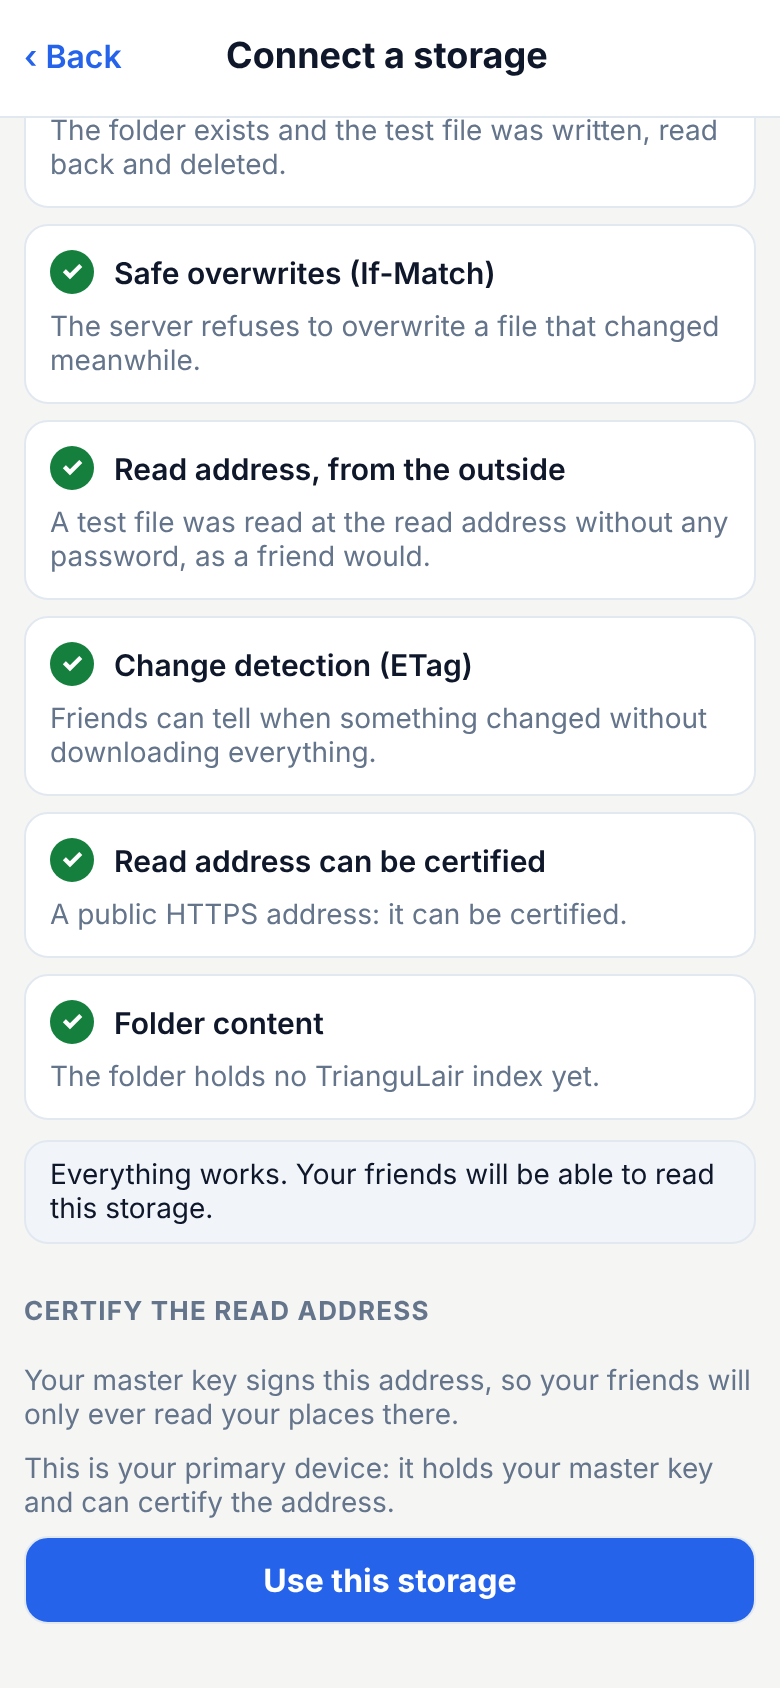 ‹ Back
Connect a storage
The folder exists and the test file was written, read
back and deleted.
Safe overwrites (If-Match)
The server refuses to overwrite a file that changed
meanwhile.
Read address, from the outside
A test file was read at the read address without any
password, as a friend would.
Change detection (ETag)
Friends can tell when something changed without
downloading everything.
Read address can be certified
A public HTTPS address: it can be certified.
Folder content
The folder holds no TrianguLair index yet.
Everything works. Your friends will be able to read
this storage.
CERTIFY THE READ ADDRESS
Your master key signs this address, so your friends will
only ever read your places there.
This is your primary device: it holds your master key
and can certify the address.
Use this storage